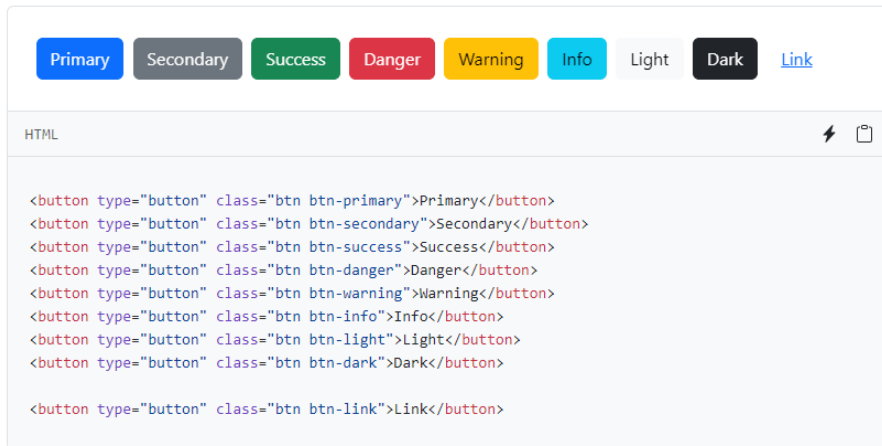 Primary Secondary Success Danger Warning Info Light Dark Link
HTML
<button type="button" class="btn btn-primary">Primary</button>
<button type="button" class="btn btn-secondary">Secondary</button>
<button type="button" class="btn btn-success">Success</button>
<button type="button" class="btn btn-danger">Danger</button>
<button type="button" class="btn btn-warning">Warning</button>
<button type="button" class="btn btn-info">Info</button>
<button type="button" class="btn btn-light">Light</button>
<button type="button" class="btn btn-dark">Dark</button>
<button type="button" class="btn btn-link">Link</button>